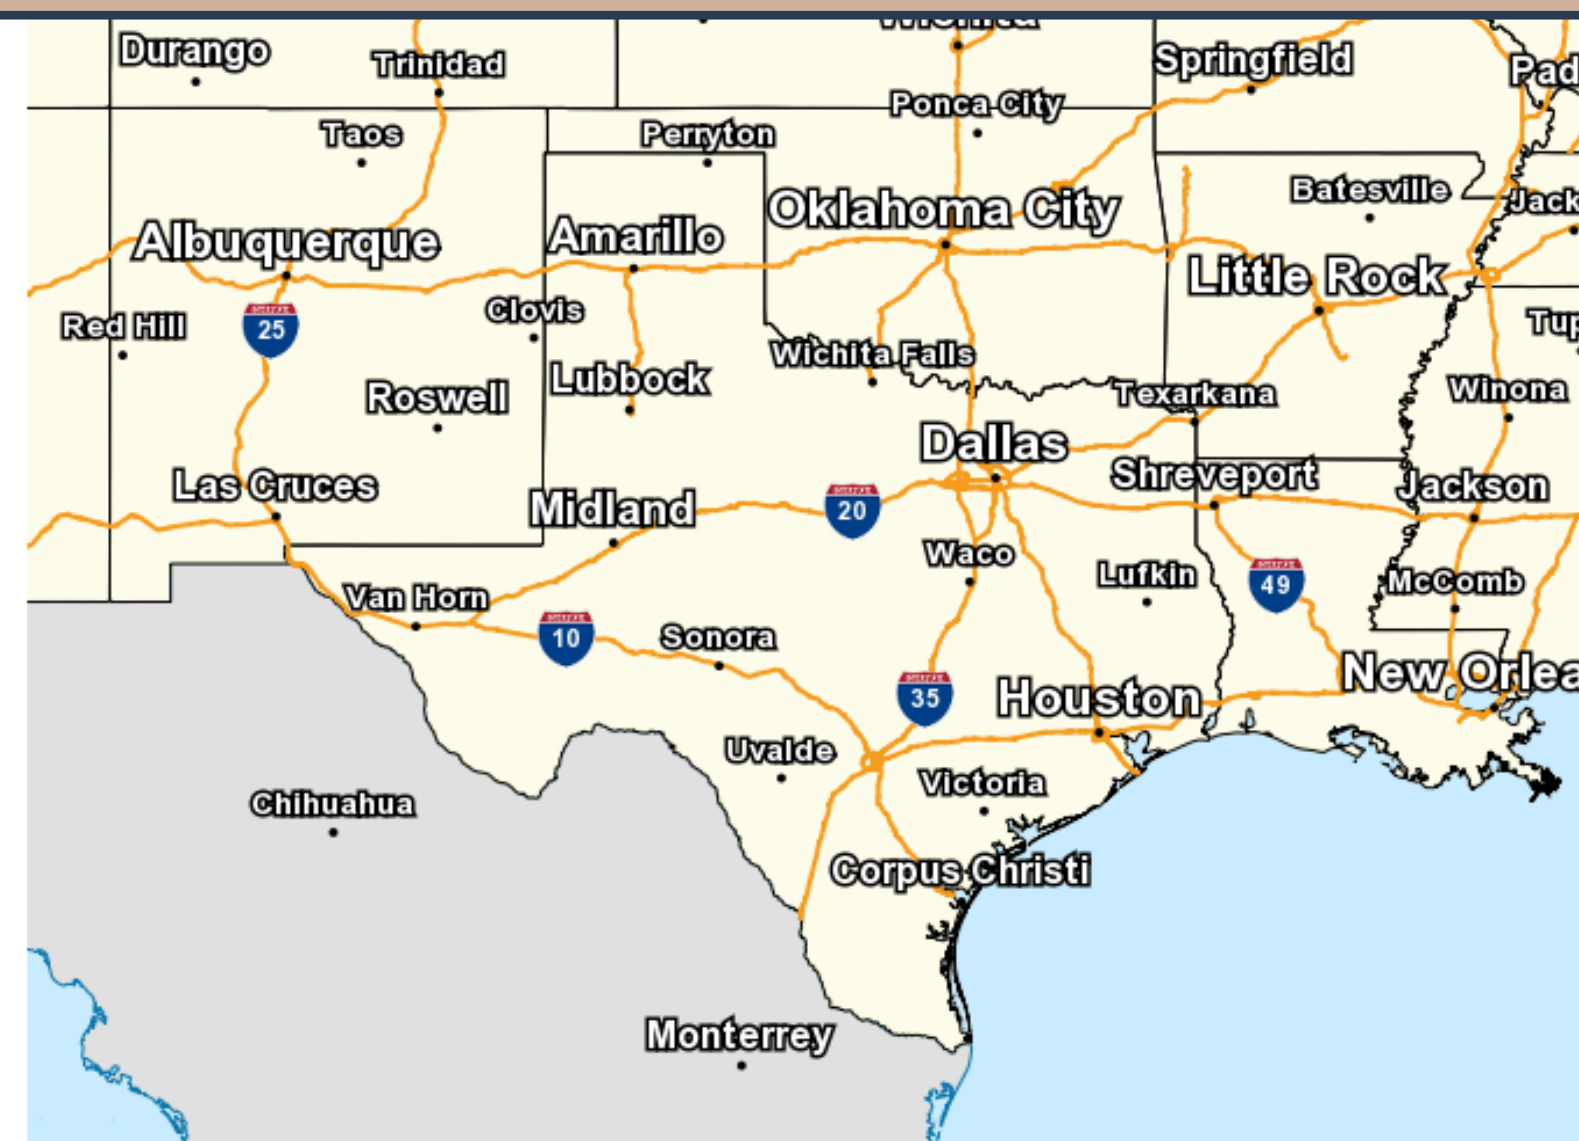 Wichita
Durango
Trinidad
Springfield
Pad
Ponca City
Taos
Perryton
Batesville
Jack
Oklahoma City
Albuquerque
Amarillo
Little Rock
Clovis
Red Hill
25
Tup
Wichita Falls
Lubbock
Texarkana
Winona
Roswell
Dallas
Shreveport
Las Cruces
Jackson
Midland
20
Waco
Lufkin
49
McComb
Van Horn
10
Sonora
New Orlea
35
Houston
Uvalde
Victoria
Chihuahua
Corpus Christi
Monterrey